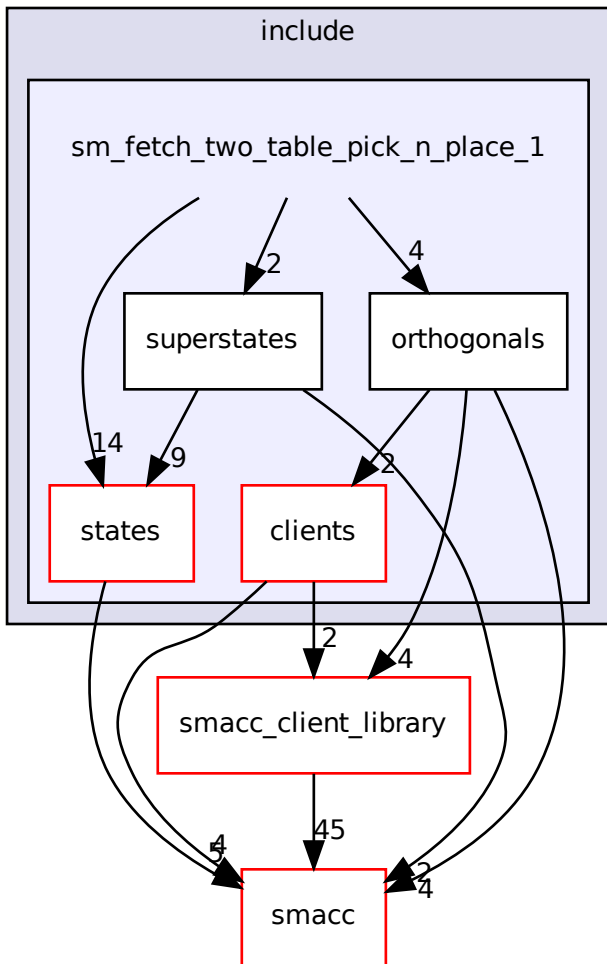 include
sm_fetch_two_table_pick_n_place_1
2
4
superstates
orthogonals
14
9
2
states
clients
2
4
smacc_client_library
45
4
5
2
4
smacc